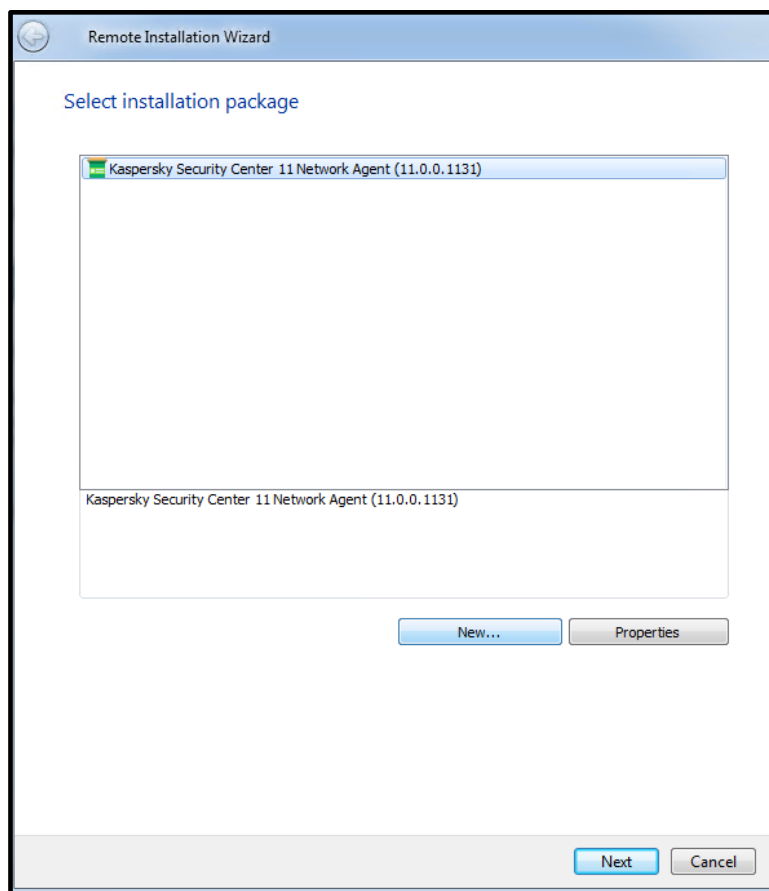 Remote Installation Wizard
Select installation package
Kaspersky Security Center 11 Network Agent (11.0.0.1131)
Kaspersky Security Center 11 Network Agent (11.0.0.1131)
New... Properties
Next Cancel